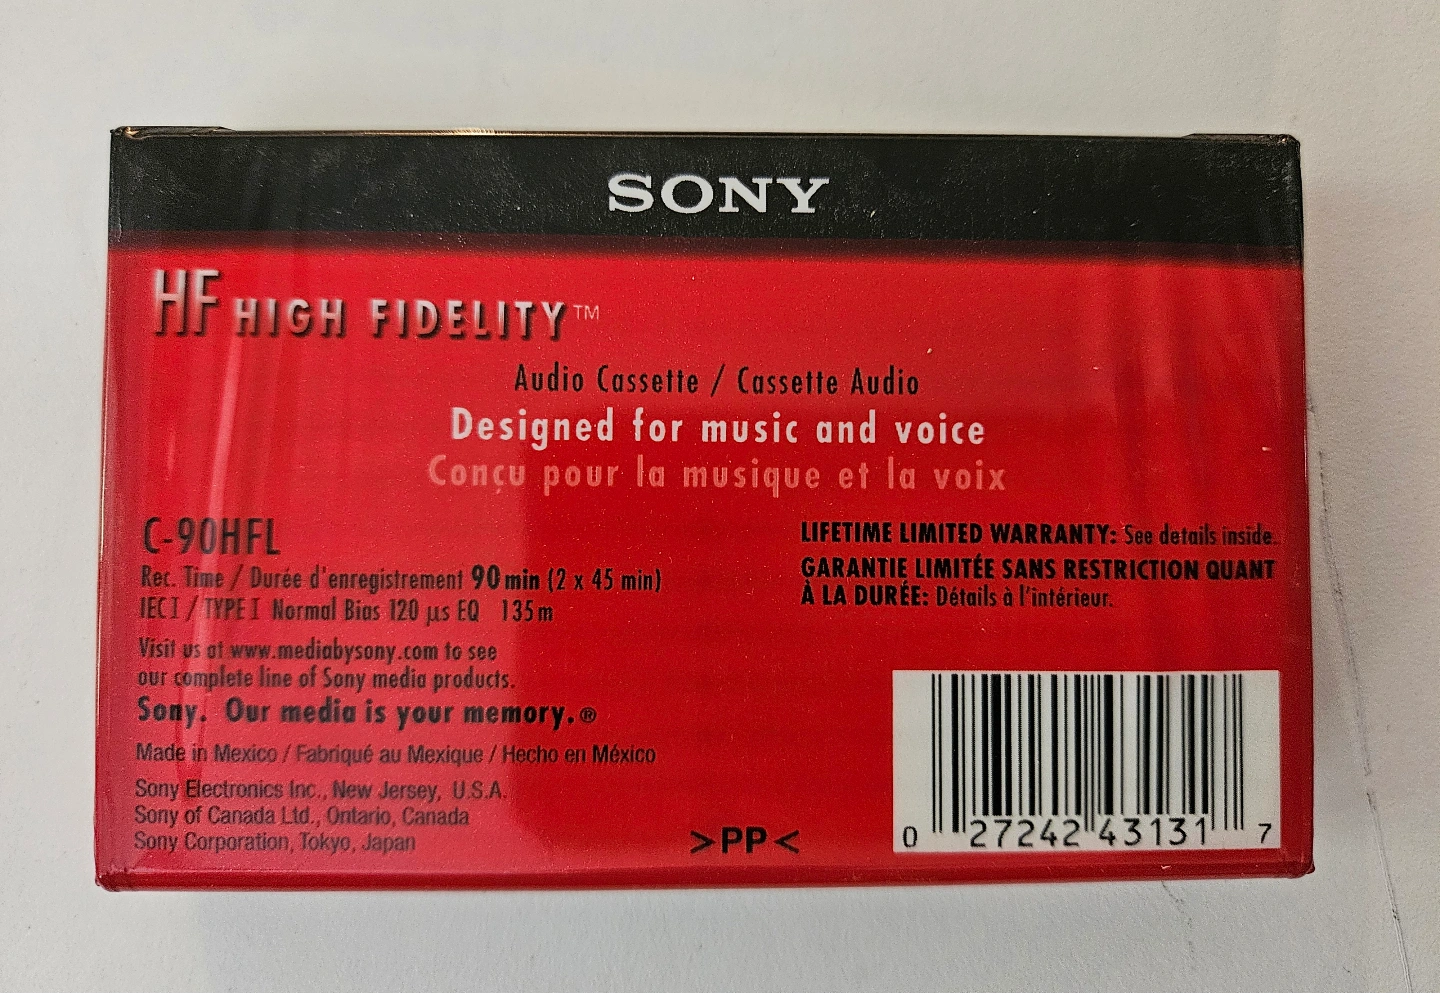 SONY
HF HIGH FIDELITY™
Audio Cassette / Cassette Audio
Designed for music and voice
Conçu pour la musique et la voix
C-90HFL
Rec. Time / Durée d'enregistrement 90 min (2 x 45 min)
IEC I / TYPE I Normal Bias 120 µs EQ 135 m
Visit us at www.mediabysony.com to see
our complete line of Sony media products.
Sony. Our media is your memory.®
Made in Mexico / Fabriqué au Mexique / Hecho en México
Sony Electronics Inc., New Jersey, U.S.A.
Sony of Canada Ltd., Ontario, Canada
Sony Corporation, Tokyo, Japan
LIFETIME LIMITED WARRANTY: See details inside.
GARANTIE LIMITÉE SANS RESTRICTION QUANT
À LA DURÉE: Détails à l'intérieur.
>PP<
0 27242 43131 7